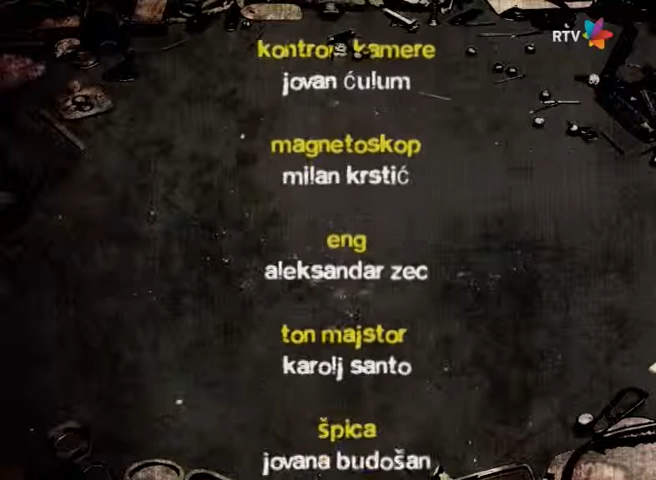 RTV
kontrola kamere
jovan ćulum
magnetoskop
milan krstić
eng
aleksandar zec
ton majstor
karolj santo
špica
jovana budošan